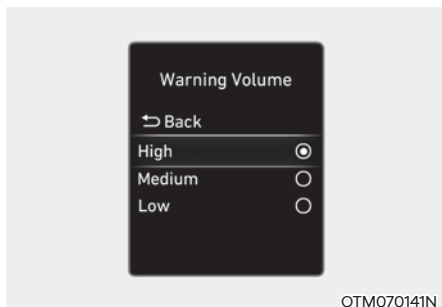 Warning Volume
Back
High
Medium
Low
OTM070141N